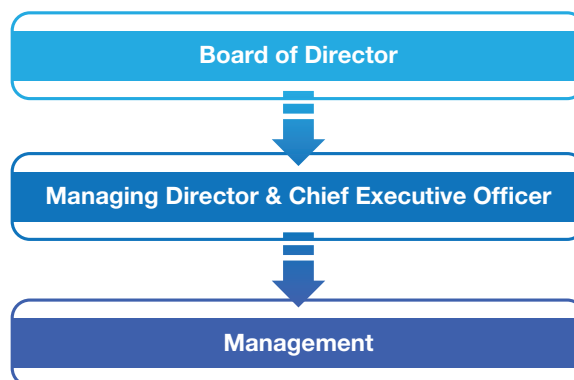 Board of Director
Managing Director & Chief Executive Officer
Management